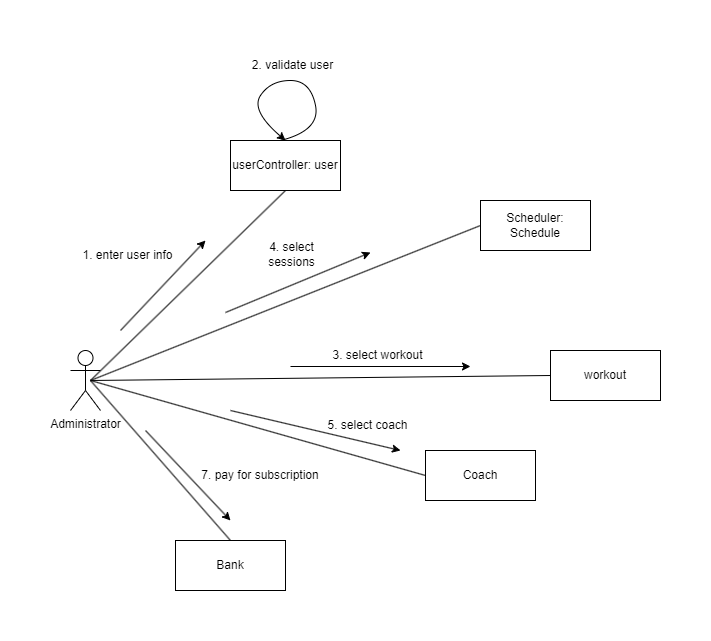 2. validate user
userController: user
Scheduler:
Schedule
4. select
sessions
1. enter user info
3. select workout
workout
Administrator
5. select coach
7. pay for subscription
Coach
Bank